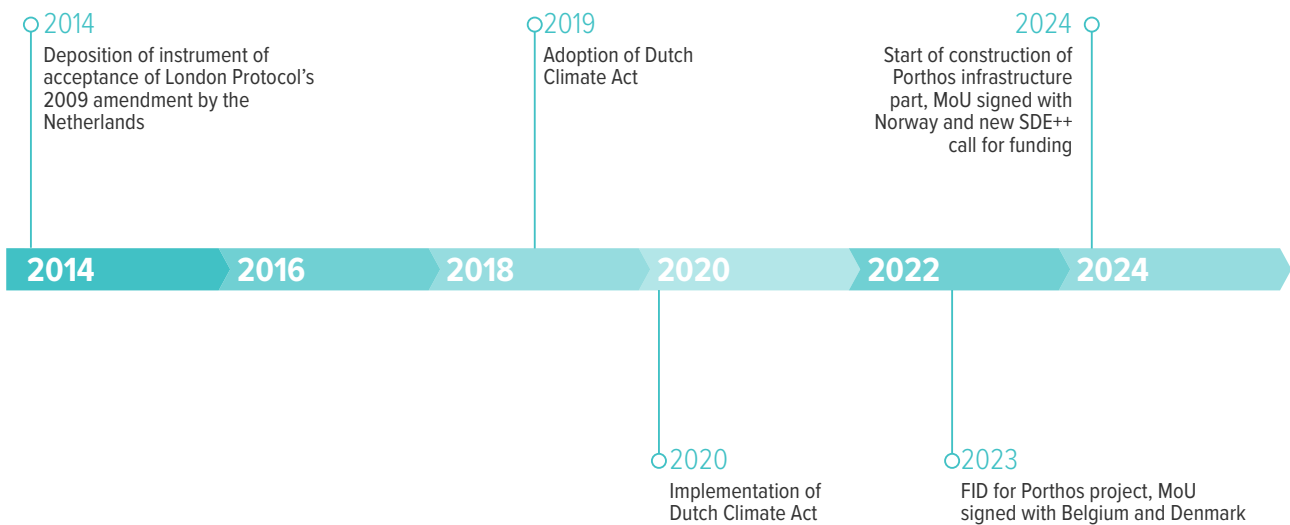 2014
Deposition of instrument of
acceptance of London Protocol's
2009 amendment by the
Netherlands
2019
Adoption of Dutch
Climate Act
2024
Start of construction of
Porthos infrastructure
part, MoU signed with
Norway and new SDE++
call for funding
2014
2016
2018
2020
2022
2024
2020
Implementation of
Dutch Climate Act
2023
FID for Porthos project, MoU
signed with Belgium and Denmark